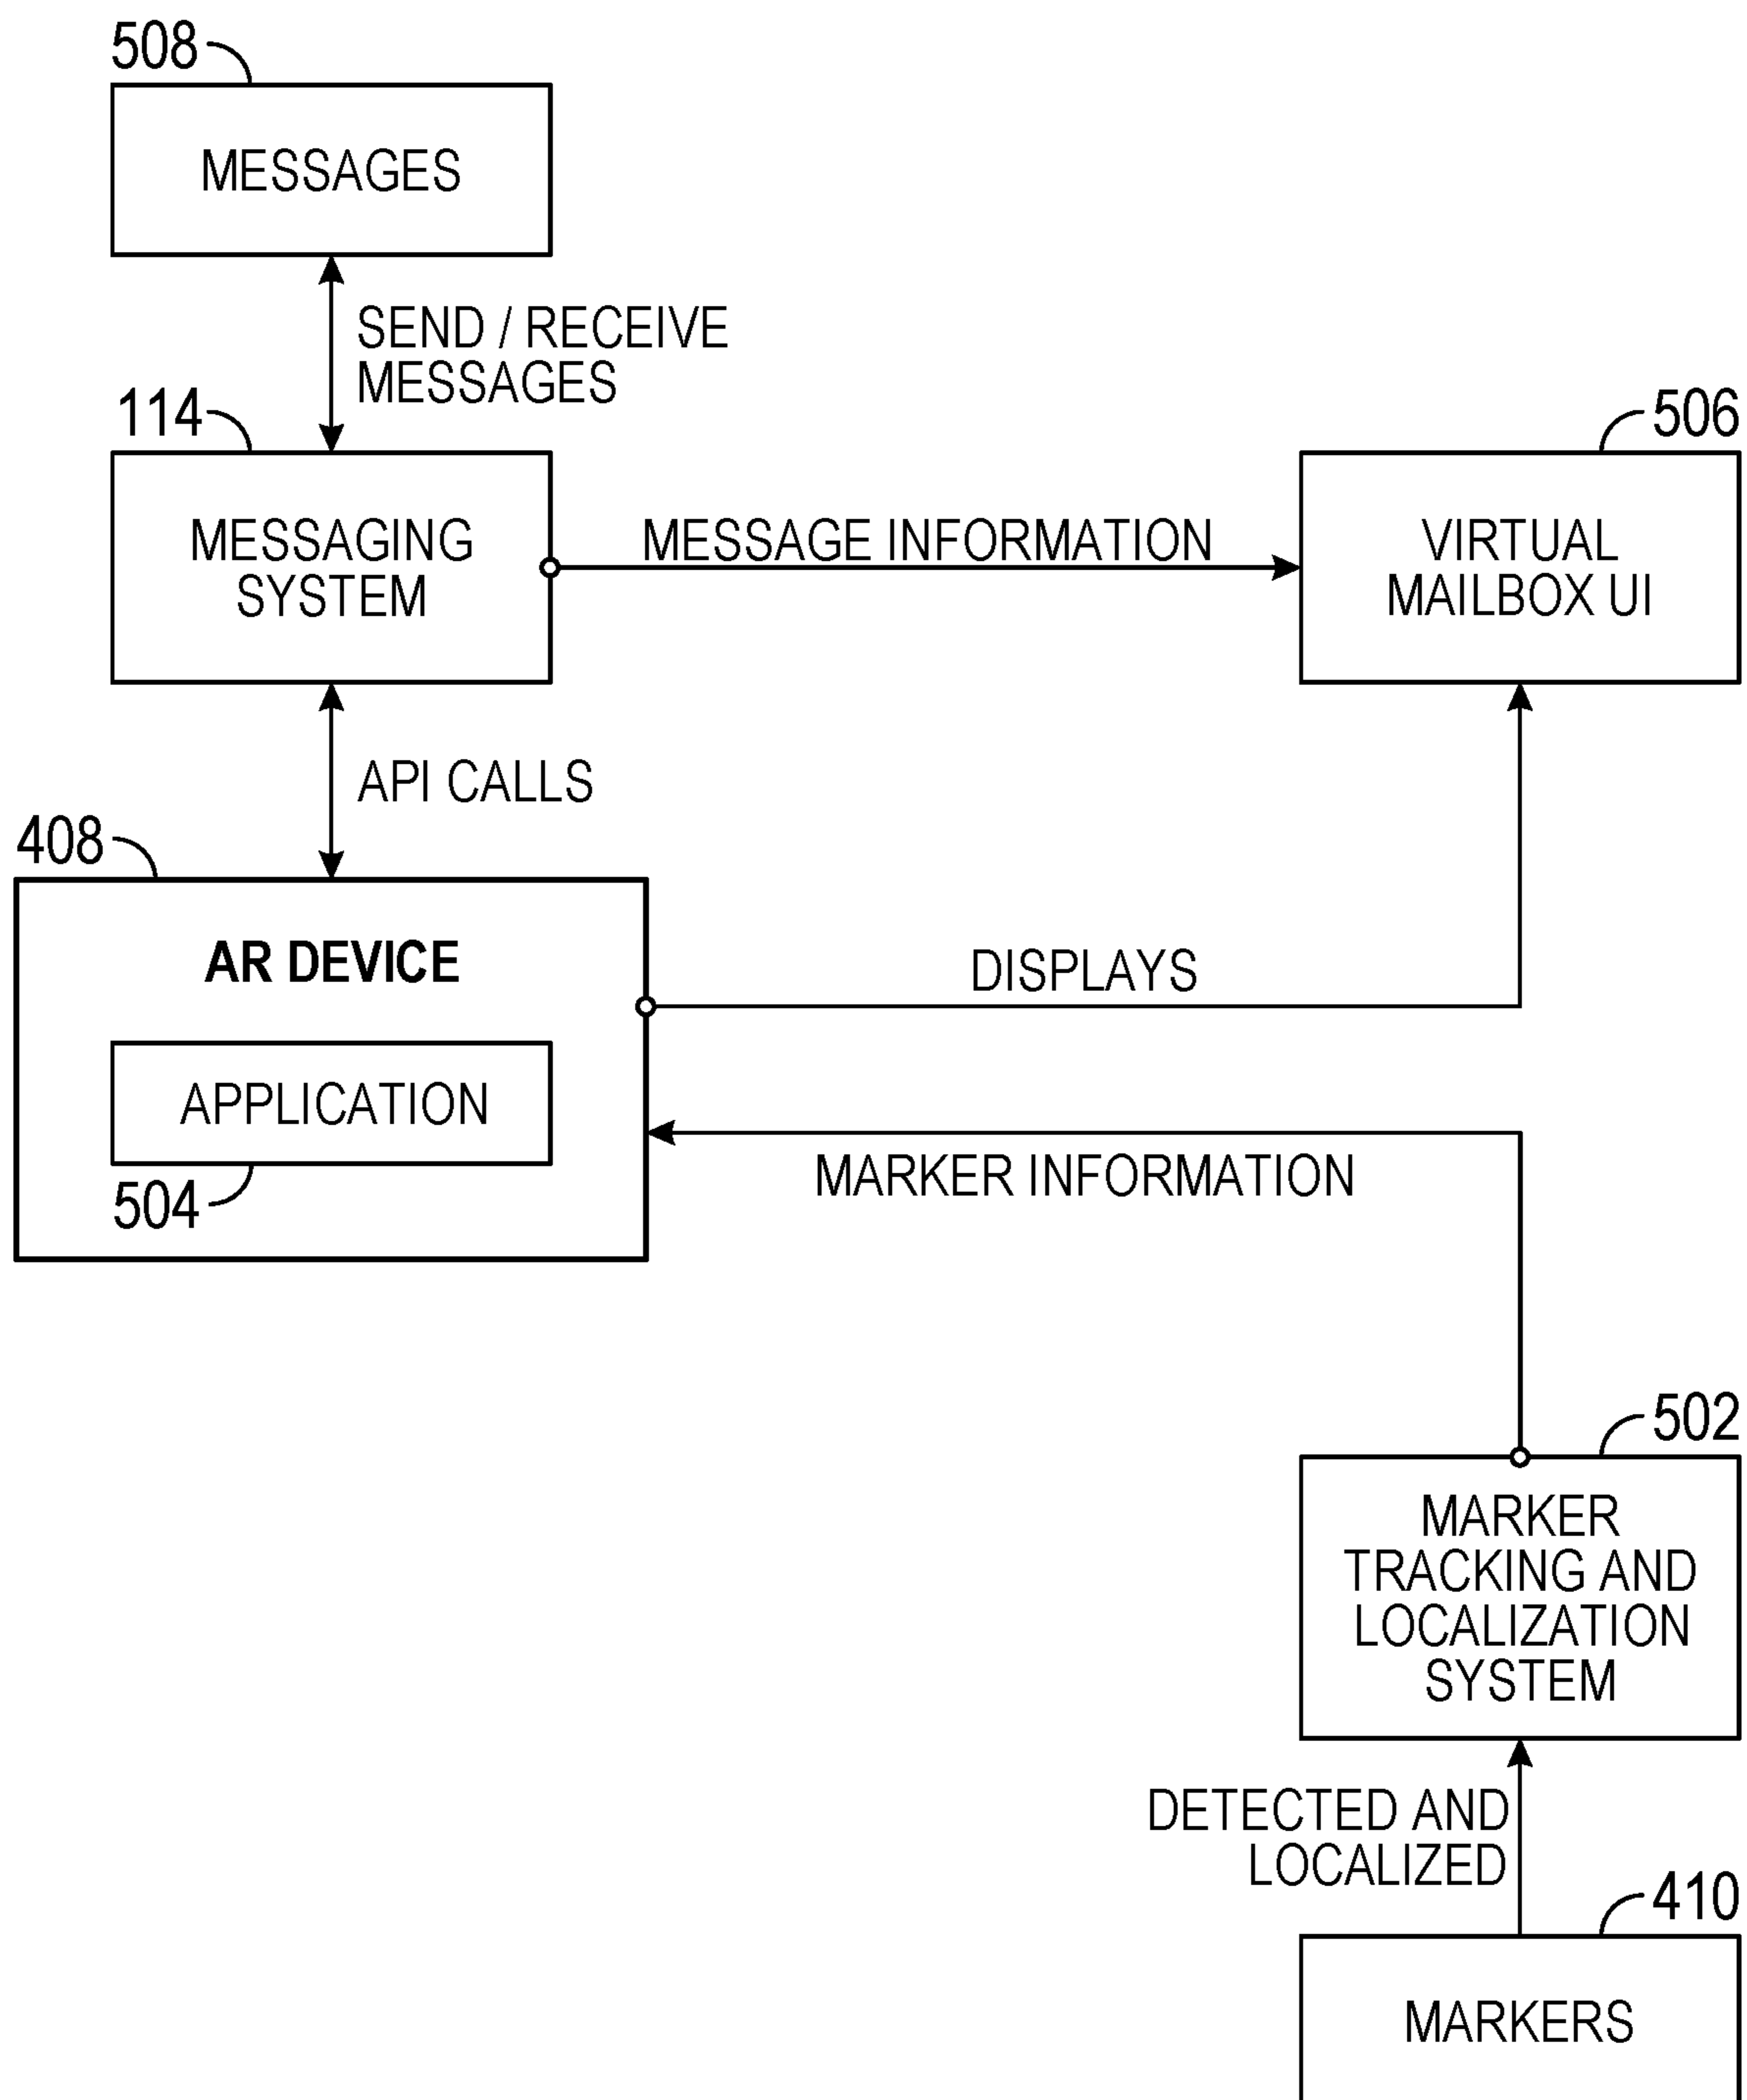 508
MESSAGES
SEND / RECEIVE
MESSAGES
114
506
MESSAGING
SYSTEM
MESSAGE INFORMATION
VIRTUAL
MAILBOX UI
API CALLS
408
AR DEVICE
DISPLAYS
APPLICATION
504
MARKER INFORMATION
502
MARKER
TRACKING AND
LOCALIZATION
SYSTEM
DETECTED AND
LOCALIZED
410
MARKERS